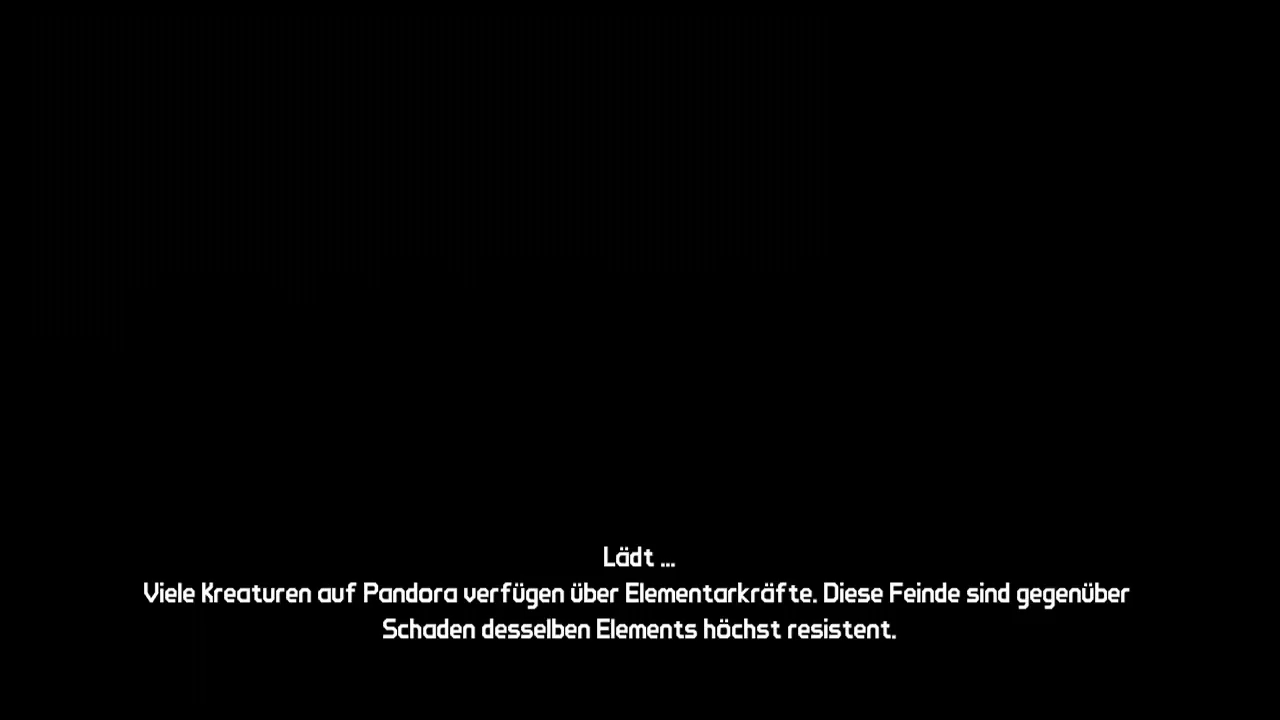 Lädt ...
Viele Kreaturen auf Pandora verfügen über Elementarkräfte. Diese Feinde sind gegenüber
Schaden desselben Elements höchst resistent.